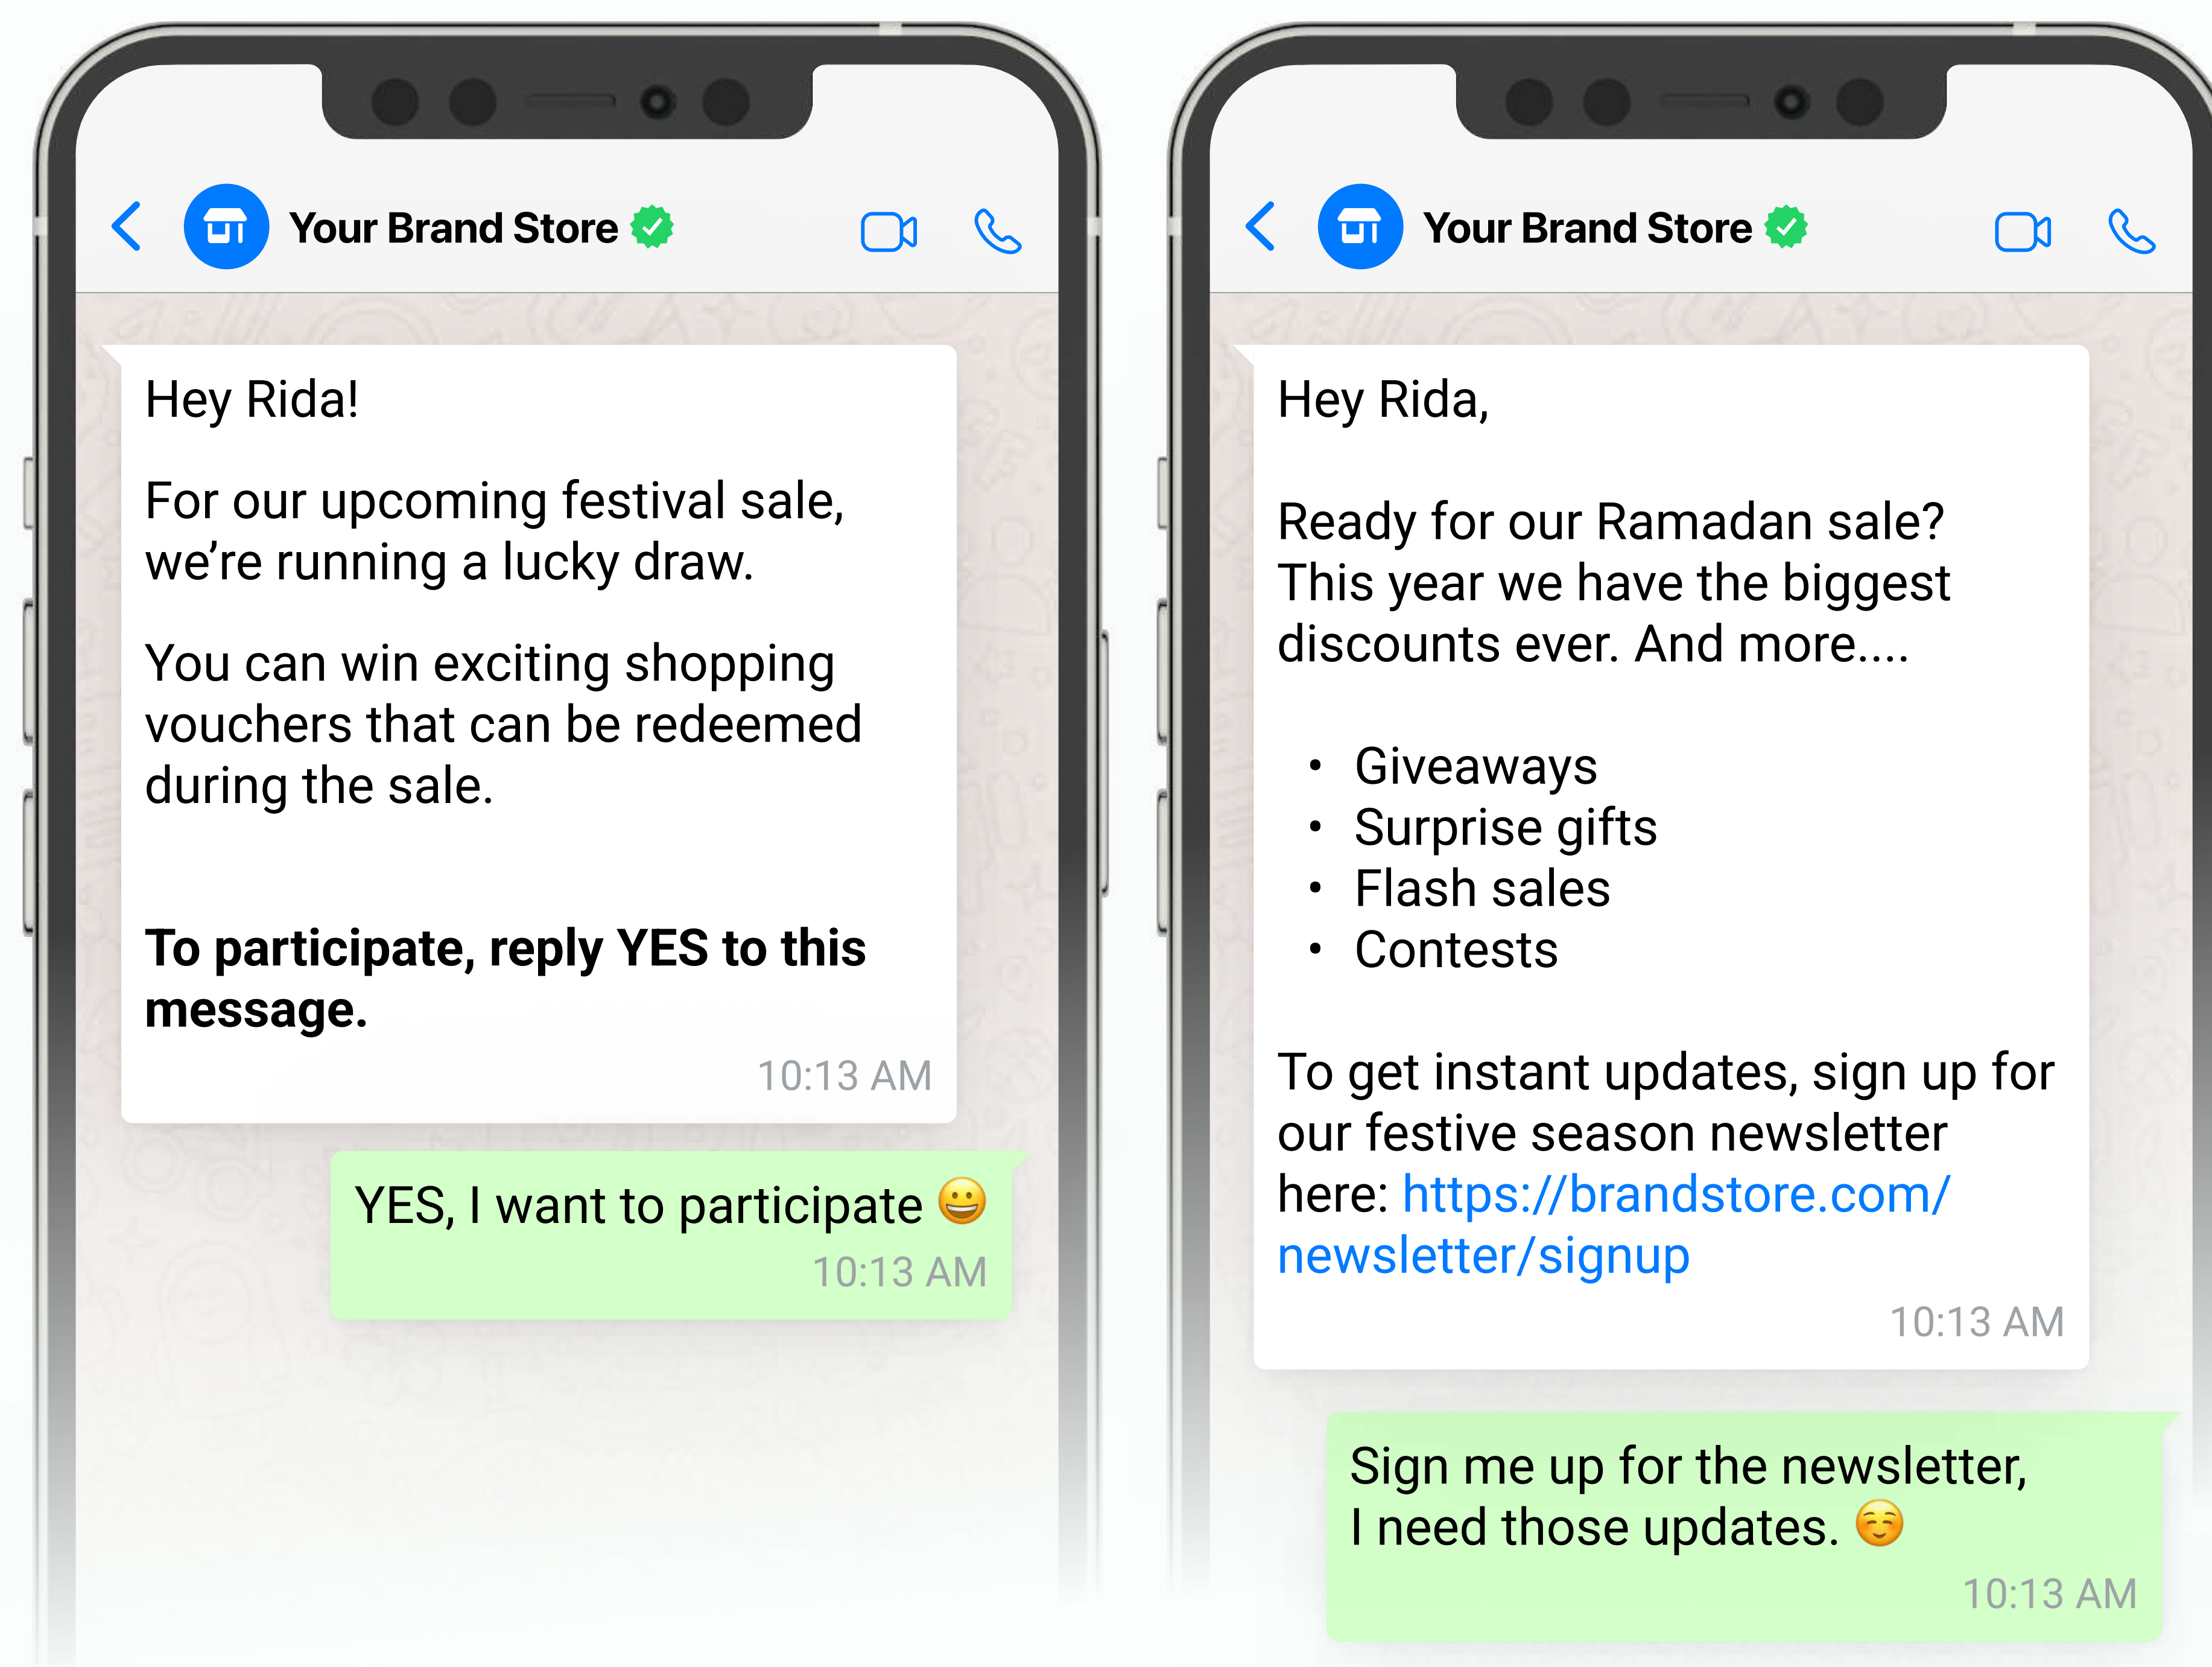 Your Brand Store
Hey Rida!
For our upcoming festival sale,
we’re running a lucky draw.
You can win exciting shopping
vouchers that can be redeemed
during the sale.
To participate, reply YES to this
message.
10:13 AM
YES, I want to participate 😀
10:13 AM
Your Brand Store
Hey Rida,
Ready for our Ramadan sale?
This year we have the biggest
discounts ever. And more....
• Giveaways
• Surprise gifts
• Flash sales
• Contests
To get instant updates, sign up for
our festive season newsletter
here: https://brandstore.com/
newsletter/signup
10:13 AM
Sign me up for the newsletter,
I need those updates. ☺️
10:13 AM